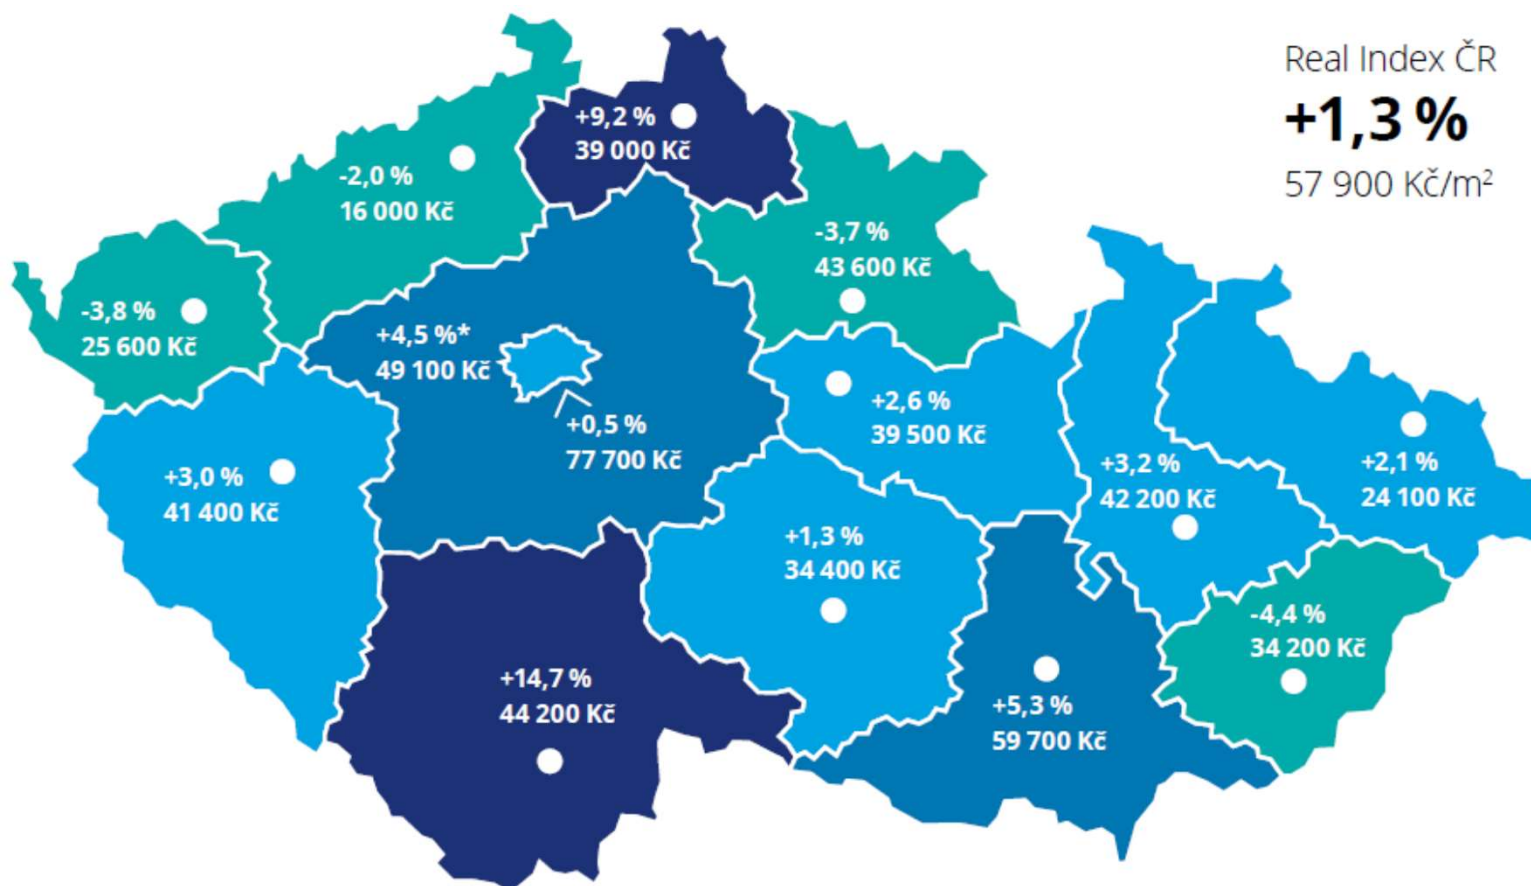 Real Index ČR
+1,3 %
57 900 Kč/m²
+9,2 %
39 000 Kč
-2,0 %
16 000 Kč
-3,7 %
43 600 Kč
-3,8 %
25 600 Kč
+4,5 %*
49 100 Kč
+0,5 %
77 700 Kč
+2,6 %
39 500 Kč
+3,0 %
41 400 Kč
+3,2 %
42 200 Kč
+2,1 %
24 100 Kč
+1,3 %
34 400 Kč
-4,4 %
34 200 Kč
+14,7 %
44 200 Kč
+5,3 %
59 700 Kč